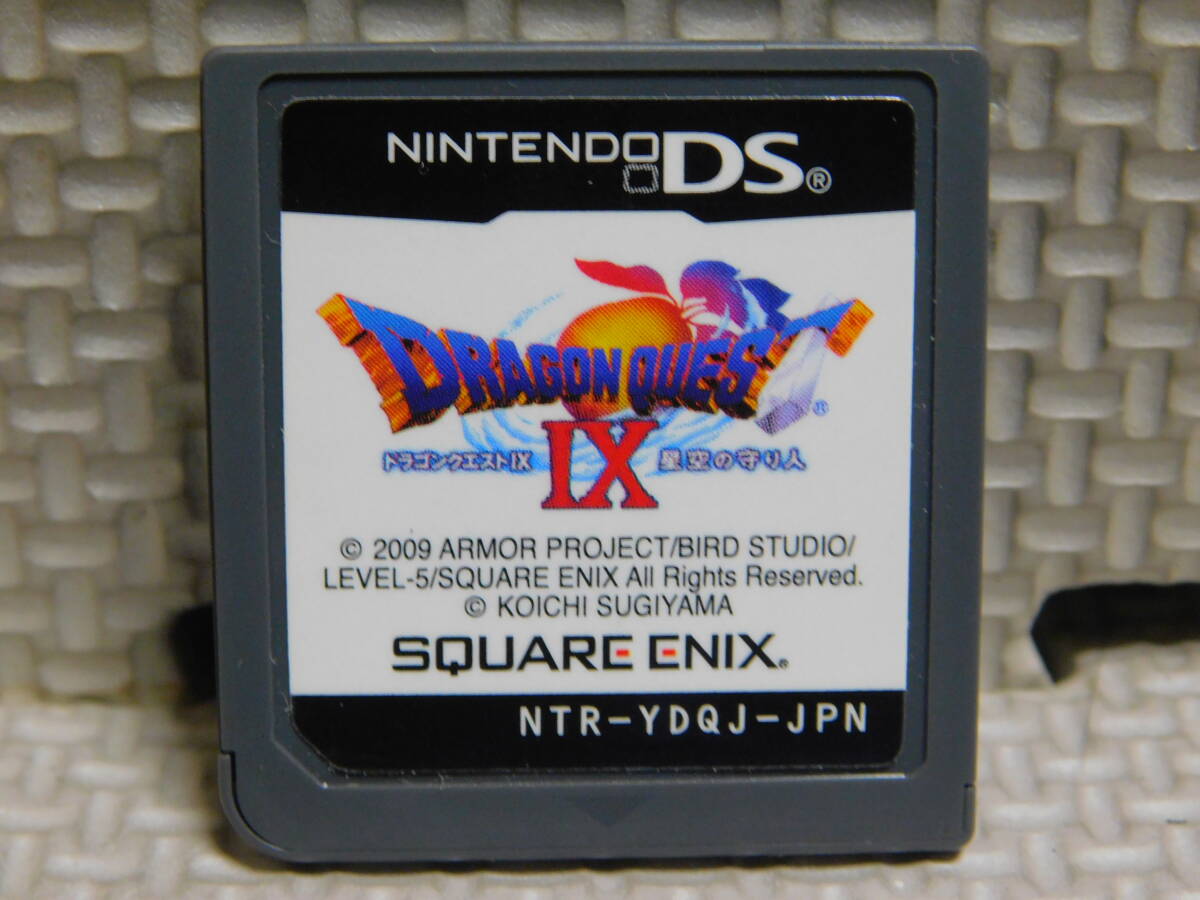 NINTENDO DS®
DRAGON QUEST®
IX
ドラゴンクエストIX 星空の守り人
© 2009 ARMOR PROJECT/BIRD STUDIO/
LEVEL-5/SQUARE ENIX All Rights Reserved.
© KOICHI SUGIYAMA
SQUARE ENIX®
NTR-YDQJ-JPN